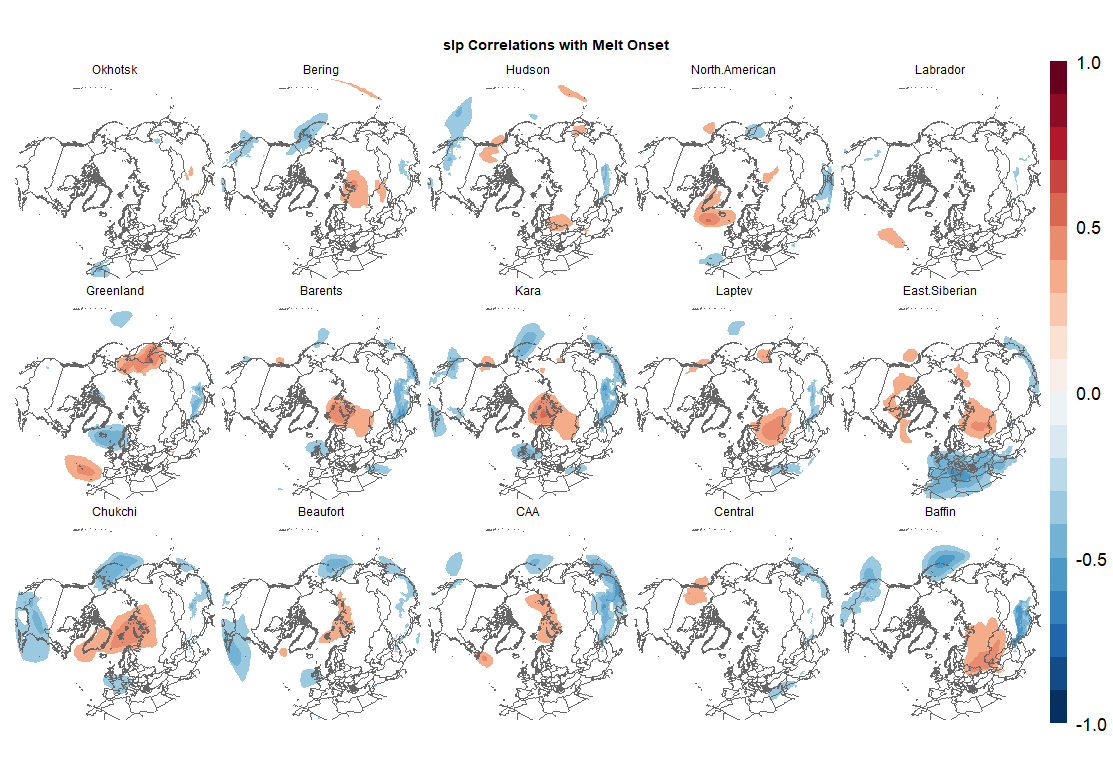 slp Correlations with Melt Onset
Okhotsk
Bering
Hudson
North.American
Labrador
Greenland
Barents
Kara
Laptev
East.Siberian
Chukchi
Beaufort
CAA
Central
Baffin
1.0
0.5
0.0
-0.5
-1.0